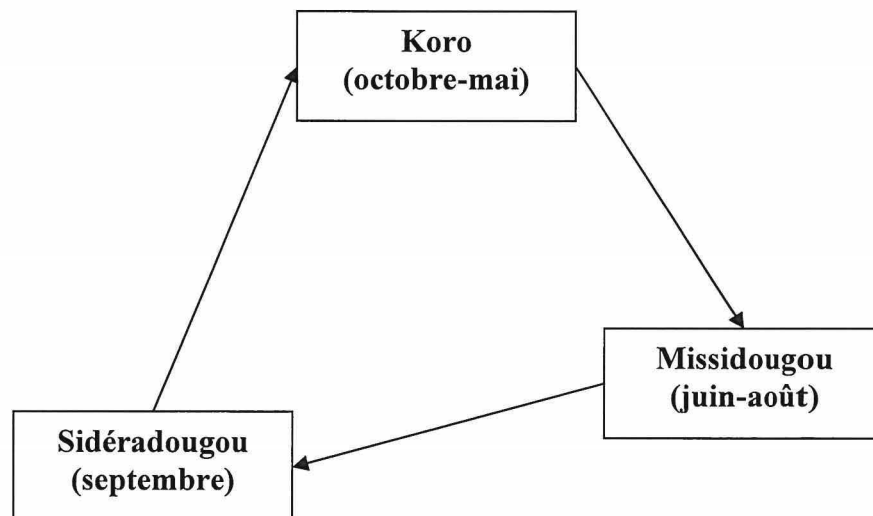 Koro
(octobre-mai)
Missidougou
(juin-août)
Sidéradougou
(septembre)